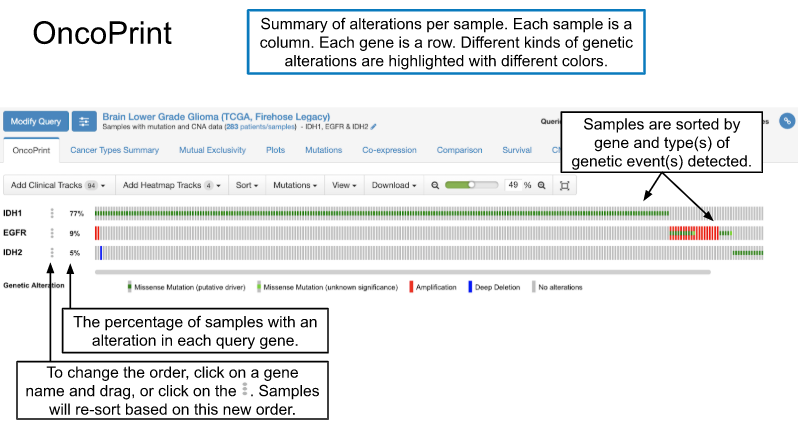 OncoPrint
Summary of alterations per sample. Each sample is a
column. Each gene is a row. Different kinds of genetic
alterations are highlighted with different colors.
Modify Query
Brain Lower Grade Glioma (TCGA, Firehose Legacy)
Samples with mutation and CNA data (283 patients/samples) - IDH1, EGFR & IDH2
Samples are sorted by
gene and type(s) of
genetic event(s) detected.
OncoPrint Cancer Types Summary Mutual Exclusivity Plots Mutations Co-expression Comparison Survival
Add Clinical Tracks 94 Add Heatmap Tracks 4 Sort Mutations View Download 49 %
IDH1 77%
EGFR 9%
IDH2 5%
Genetic Alteration Missense Mutation (putative driver) Missense Mutation (unknown significance) Amplification Deep Deletion No alterations
The percentage of samples with an
alteration in each query gene.
To change the order, click on a gene
name and drag, or click on the . Samples
will re-sort based on this new order.